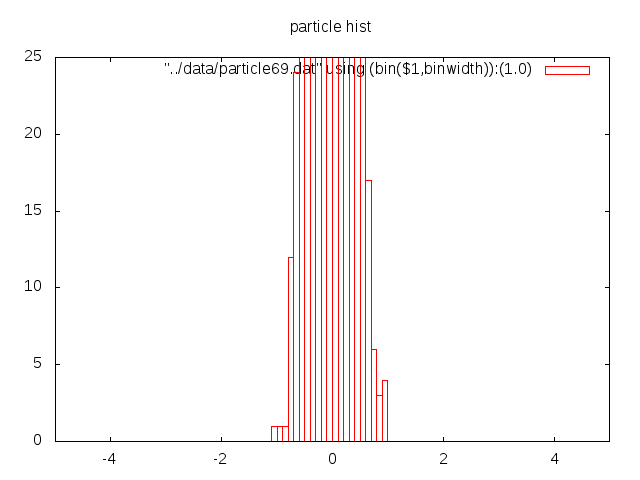 particle hist
25
"../data/particle69.dat" using (bin($1,binwidth)):(1.0)
20
15
10
5
0
-4 -2 0 2 4